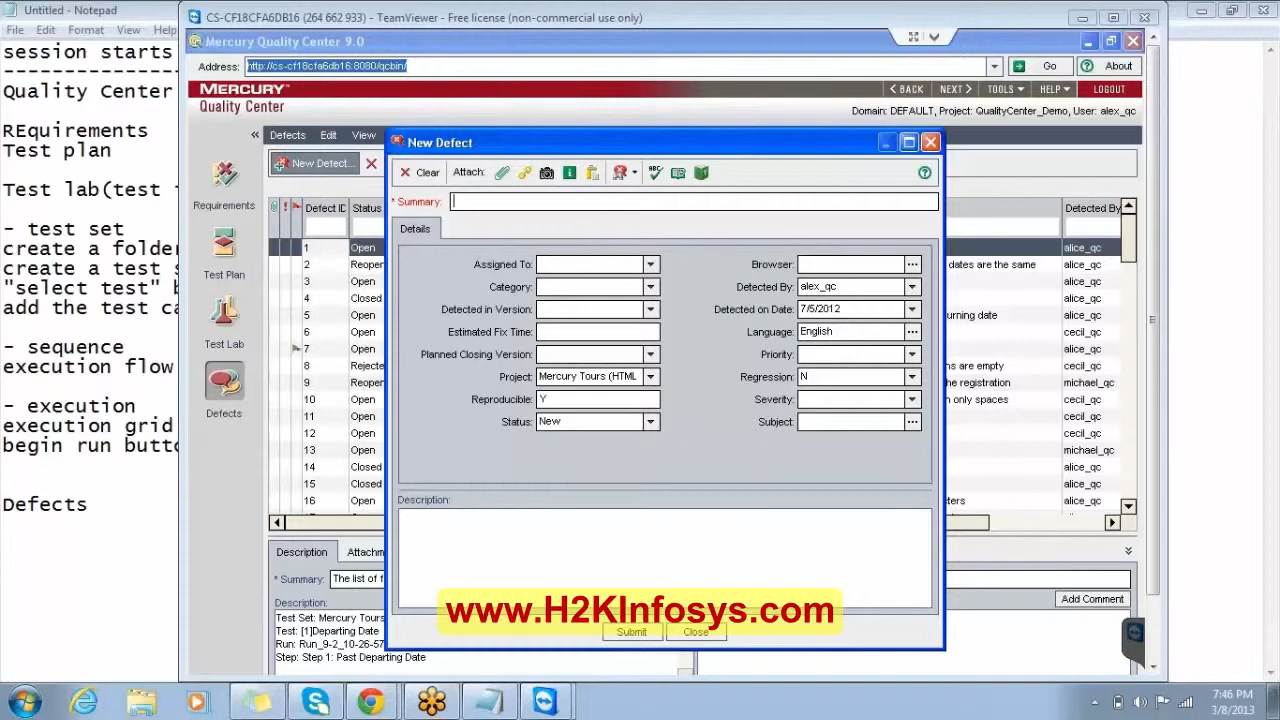 Untitled - Notepad
File Edit Format View Help
session starts
Quality Center
REquirements
Test plan
Test lab(test
- test set
create a folder
create a test
"select test"
add the test
- sequence
execution flow
- execution
execution grid
begin run
Defects
CS-CF18CFA6DB16 (264 662 933) - TeamViewer - Free license (non-commercial use only)
Mercury Quality Center 9.0
Address: http://cs-cf18cfa6db16:8080/qcbin/ Go About
MERCURY™
Quality Center
BACK NEXT TOOLS HELP LOGOUT
Domain: DEFAULT, Project: QualityCenter_Demo, User: alex_qc
Defects Edit View
New Defect...
Requirements
Test Plan
Test Lab
Defects
Defect ID Status Detected By
1 Open alice_qc
2 Reope dates are the same alice_qc
3 Open alice_qc
4 Closed alice_qc
5 Open urning date alice_qc
6 Open cecil_qc
7 Open alice_qc
8 Rejecte ns are empty cecil_qc
9 Reope the registration michael_qc
10 Open n only spaces cecil_qc
11 Open cecil_qc
12 Open cecil_qc
13 Open michael_qc
14 Closed alice_qc
15 Closed alice_qc
16 Open eters alice_qc
New Defect
Clear Attach:
* Summary:
Details
Assigned To: Browser:
Category: Detected By: alex_qc
Detected in Version: Detected on Date: 7/5/2012
Estimated Fix Time: Language: English
Planned Closing Version: Priority:
Project: Mercury Tours (HTML Regression: N
Reproducible: Y Severity:
Status: New Subject:
Description:
Submit Close
www.H2KInfosys.com
Description Attachm
* Summary: The list of f
Description: Add Comment
Test Set: Mercury Tours
Test: [1]Departing Date
Run: Run_9-2_10-26-57
Step: Step 1: Past Departing Date
7:46 PM
3/8/2013